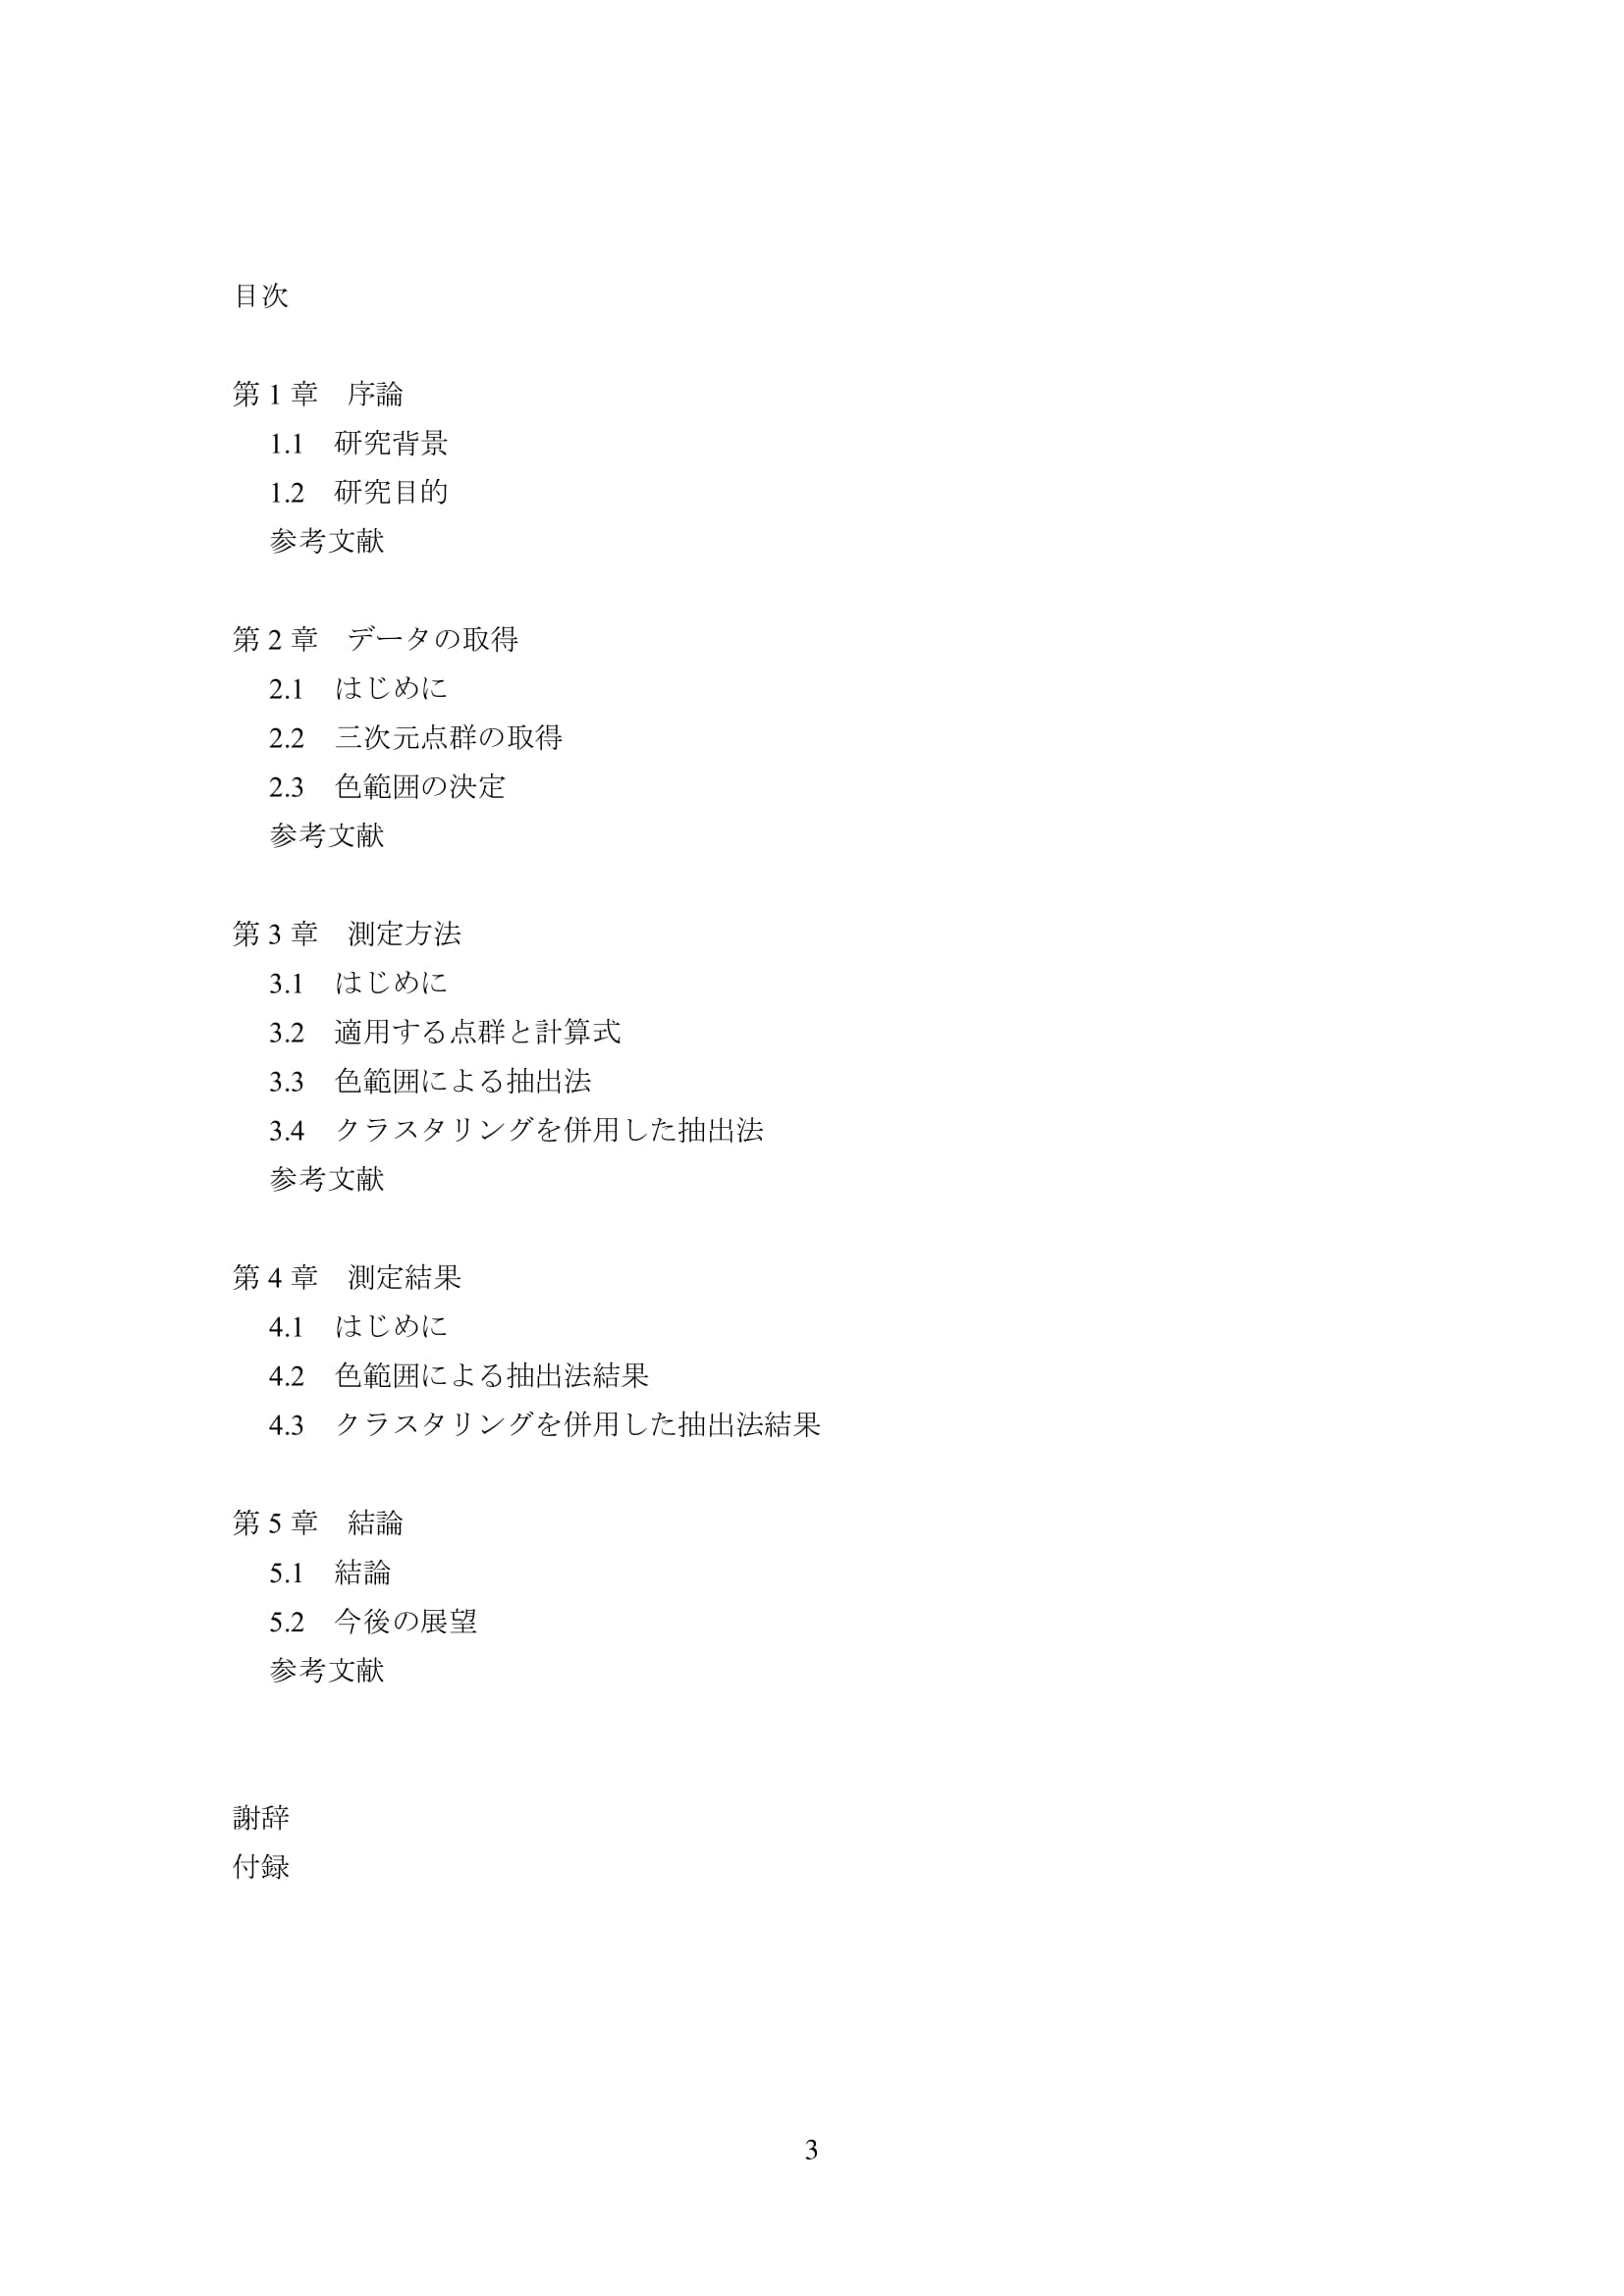 目次
第 1 章　序論
1.1　研究背景
1.2　研究目的
参考文献
第 2 章　データの取得
2.1　はじめに
2.2　三次元点群の取得
2.3　色範囲の決定
参考文献
第 3 章　測定方法
3.1　はじめに
3.2　適用する点群と計算式
3.3　色範囲による抽出法
3.4　クラスタリングを併用した抽出法
参考文献
第 4 章　測定結果
4.1　はじめに
4.2　色範囲による抽出法結果
4.3　クラスタリングを併用した抽出法結果
第 5 章　結論
5.1　結論
5.2　今後の展望
参考文献
謝辞
付録
3